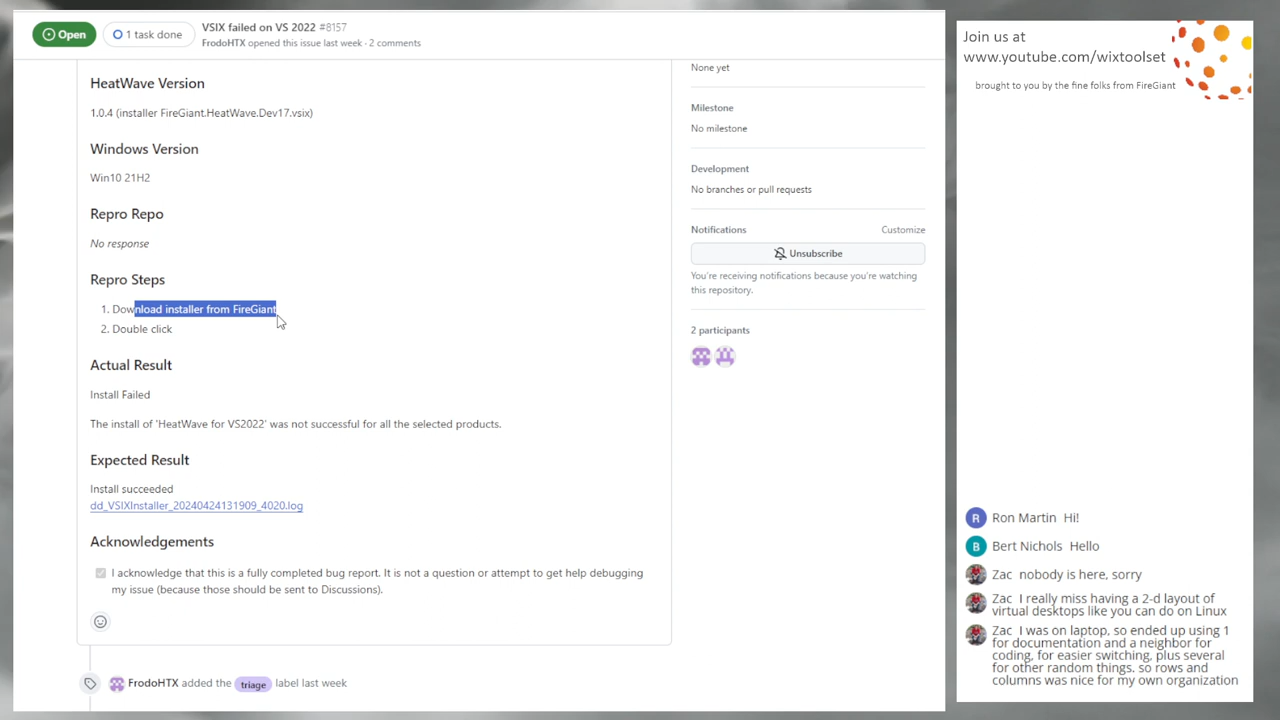 Open
1 task done
VSIX failed on VS 2022 #8157
FrodoHTX opened this issue last week · 2 comments
HeatWave Version
1.0.4 (installer FireGiant.HeatWave.Dev17.vsix)
Windows Version
Win10 21H2
Repro Repo
No response
Repro Steps
1. Download installer from FireGiant
2. Double click
Actual Result
Install Failed
The install of 'HeatWave for VS2022' was not successful for all the selected products.
Expected Result
Install succeeded
dd_VSIXInstaller_20240424131909_4020.log
Acknowledgements
I acknowledge that this is a fully completed bug report. It is not a question or attempt to get help debugging
my issue (because those should be sent to Discussions).
FrodoHTX added the triage label last week
None yet
Milestone
No milestone
Development
No branches or pull requests
Notifications
Customize
Unsubscribe
You're receiving notifications because you're watching
this repository.
2 participants
Join us at
www.youtube.com/wixtoolset
brought to you by the fine folks from FireGiant
R Ron Martin Hi!
B Bert Nichols Hello
Zac nobody is here, sorry
Zac I really miss having a 2-d layout of
virtual desktops like you can do on Linux
Zac I was on laptop, so ended up using 1
for documentation and a neighbor for
coding, for easier switching, plus several
for other random things. so rows and
columns was nice for my own organization